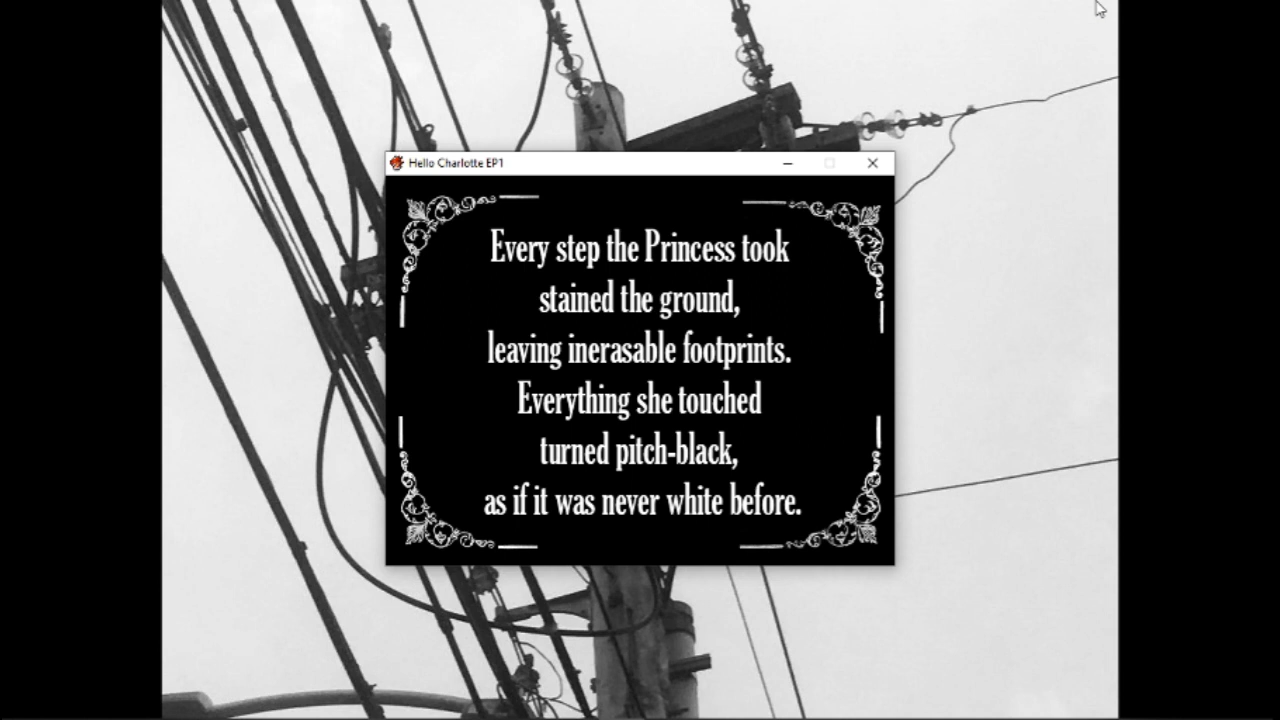 Hello Charlotte EP1
Every step the Princess took
stained the ground,
leaving inerasable footprints.
Everything she touched
turned pitch-black,
as if it was never white before.